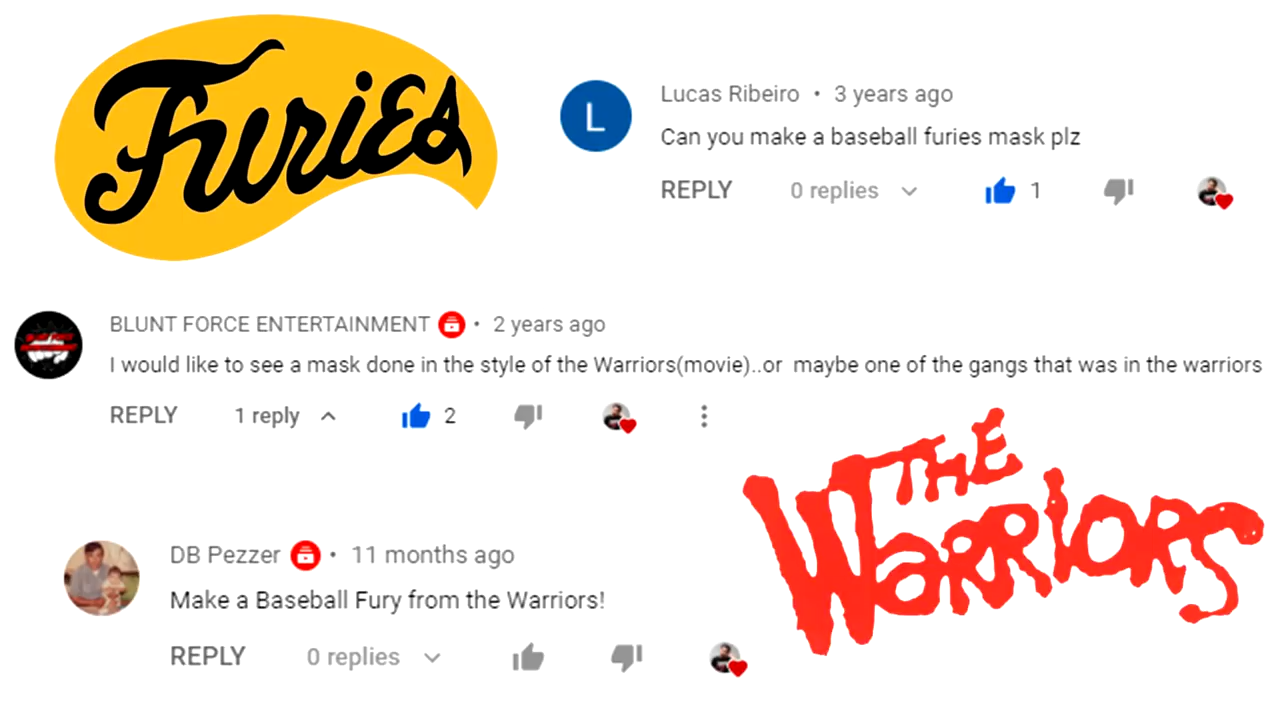 Furies
L
Lucas Ribeiro • 3 years ago
Can you make a baseball furies mask plz
REPLY 0 replies 1
BLUNT FORCE ENTERTAINMENT • 2 years ago
I would like to see a mask done in the style of the Warriors(movie)..or maybe one of the gangs that was in the warriors
REPLY 1 reply 2
THE
WARRIORS
DB Pezzer • 11 months ago
Make a Baseball Fury from the Warriors!
REPLY 0 replies